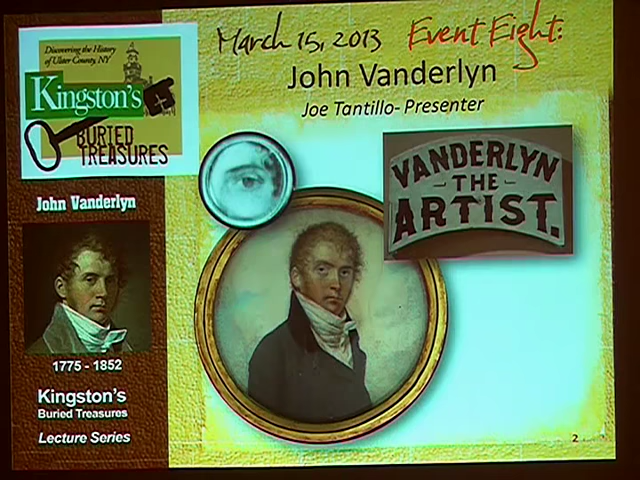 March 15, 2013 Event Eight:
John Vanderlyn
Joe Tantillo- Presenter
Discovering the History
of Ulster County, NY
Kingston's
BURIED
TREASURES
John Vanderlyn
1775 - 1852
Kingston's
Buried Treasures
Lecture Series
VANDERLYN
-THE-
ARTIST.
2